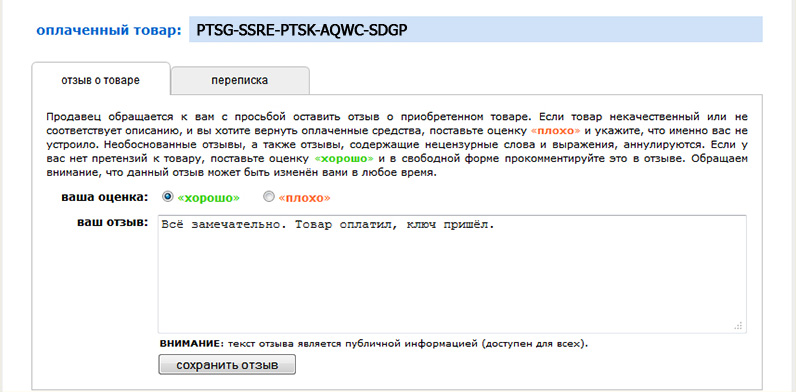 оплаченный товар: PTSG-SSRE-PTSK-AQWC-SDGP
отзыв о товаре переписка
Продавец обращается к вам с просьбой оставить отзыв о приобретенном товаре. Если товар некачественный или не
соответствует описанию, и вы хотите вернуть оплаченные средства, поставьте оценку «плохо» и укажите, что именно вас не
устроило. Необоснованные отзывы, а также отзывы, содержащие нецензурные слова и выражения, аннулируются. Если у
вас нет претензий к товару, поставьте оценку «хорошо» и в свободной форме прокомментируйте это в отзыве. Обращаем
внимание, что данный отзыв может быть изменён вами в любое время.
ваша оценка: «хорошо» «плохо»
ваш отзыв: Всё замечательно. Товар оплатил, ключ пришёл.
ВНИМАНИЕ: текст отзыва является публичной информацией (доступен для всех).
сохранить отзыв